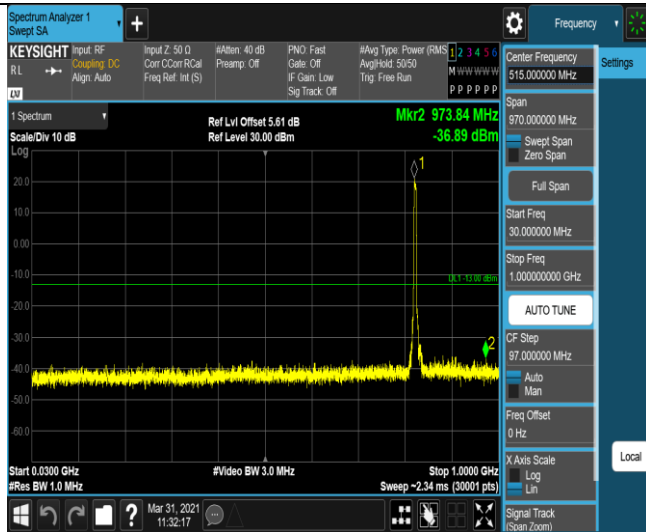 Spectrum Analyzer 1
Swept SA
Frequency
KEYSIGHT
R L
LXI
Input: RF
Coupling: DC
Align: Auto
Input Z: 50 Ω
Corr CCorr RCal
Freq Ref: Int (S)
#Atten: 40 dB
Preamp: Off
PNO: Fast
Gate: Off
IF Gain: Low
Sig Track: Off
#Avg Type: Power (RMS
Avg|Hold: 50/50
Trig: Free Run
1 2 3 4 5 6
M W W W W W
P P P P P P
1 Spectrum
Scale/Div 10 dB
Ref Lvl Offset 5.61 dB
Ref Level 30.00 dBm
Mkr2 973.84 MHz
-36.89 dBm
Log
20.0
10.0
0.00
-10.0
-20.0
-30.0
-40.0
-50.0
-60.0
1
DL1 -13.00 dBm
2
Start 0.0300 GHz
#Res BW 1.0 MHz
#Video BW 3.0 MHz
Stop 1.0000 GHz
Sweep ~2.34 ms (30001 pts)
Center Frequency
515.000000 MHz
Span
970.000000 MHz
Swept Span
Zero Span
Full Span
Start Freq
30.000000 MHz
Stop Freq
1.000000000 GHz
AUTO TUNE
CF Step
97.000000 MHz
Auto
Man
Freq Offset
0 Hz
X Axis Scale
Log
Lin
Signal Track
(Span Zoom)
Settings
Local
Mar 31, 2021
11:32:17